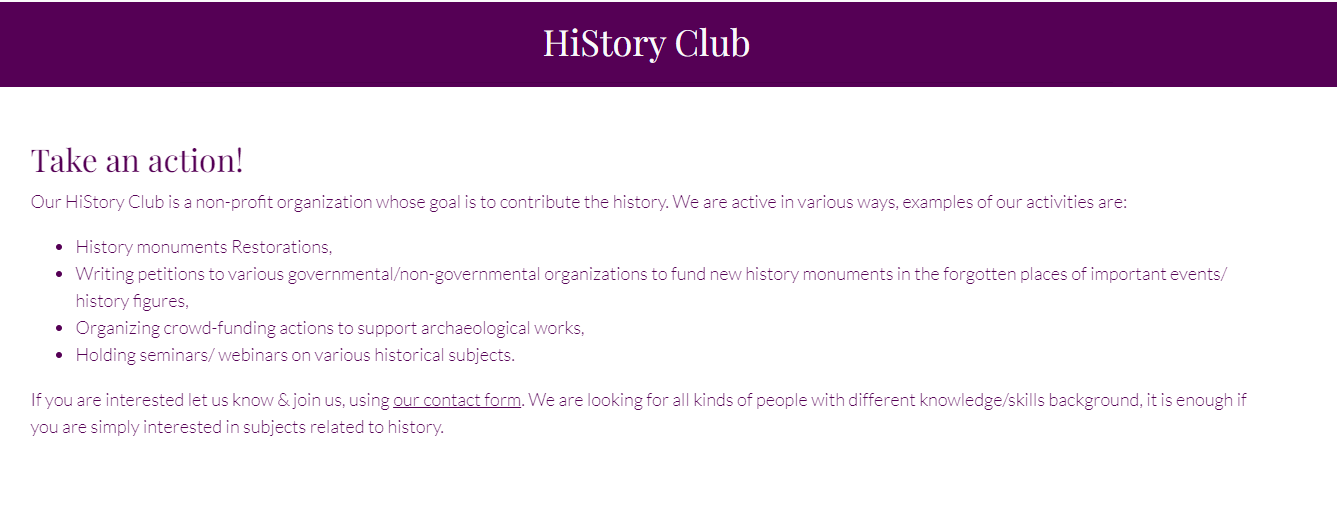 HiStory Club
Take an action!
Our HiStory Club is a non-profit organization whose goal is to contribute the history. We are active in various ways, examples of our activities are:
• History monuments Restorations,
• Writing petitions to various governmental/non-governmental organizations to fund new history monuments in the forgotten places of important events/
history figures,
• Organizing crowd-funding actions to support archaeological works,
• Holding seminars/ webinars on various historical subjects.
If you are interested let us know & join us, using our contact form. We are looking for all kinds of people with different knowledge/skills background, it is enough if
you are simply interested in subjects related to history.